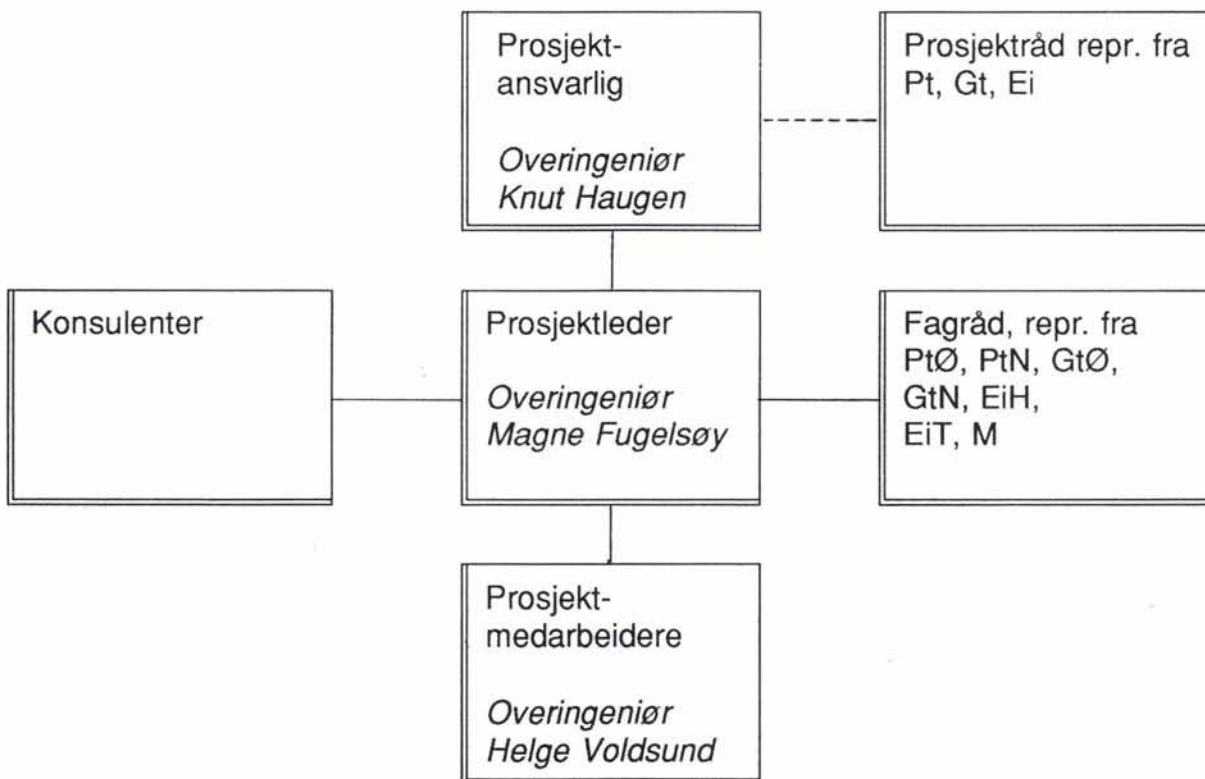 Prosjekt-
ansvarlig
Overingeniør
Knut Haugen
Prosjektråd repr. fra
Pt, Gt, Ei
Konsulenter
Prosjektleder
Overingeniør
Magne Fugelsøy
Fagråd, repr. fra
PtØ, PtN, GtØ,
GtN, EiH,
EiT, M
Prosjekt-
medarbeidere
Overingeniør
Helge Voldsund